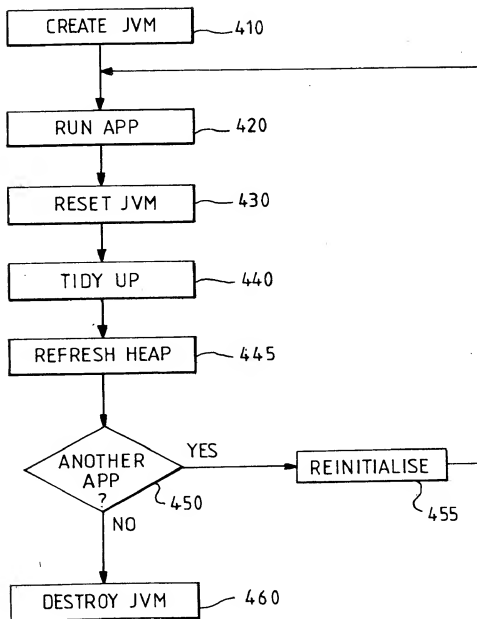 CREATE JVM
410
RUN APP
420
RESET JVM
430
TIDY UP
440
REFRESH HEAP
445
ANOTHER
APP
?
450
YES
REINITIALISE
455
NO
DESTROY JVM
460